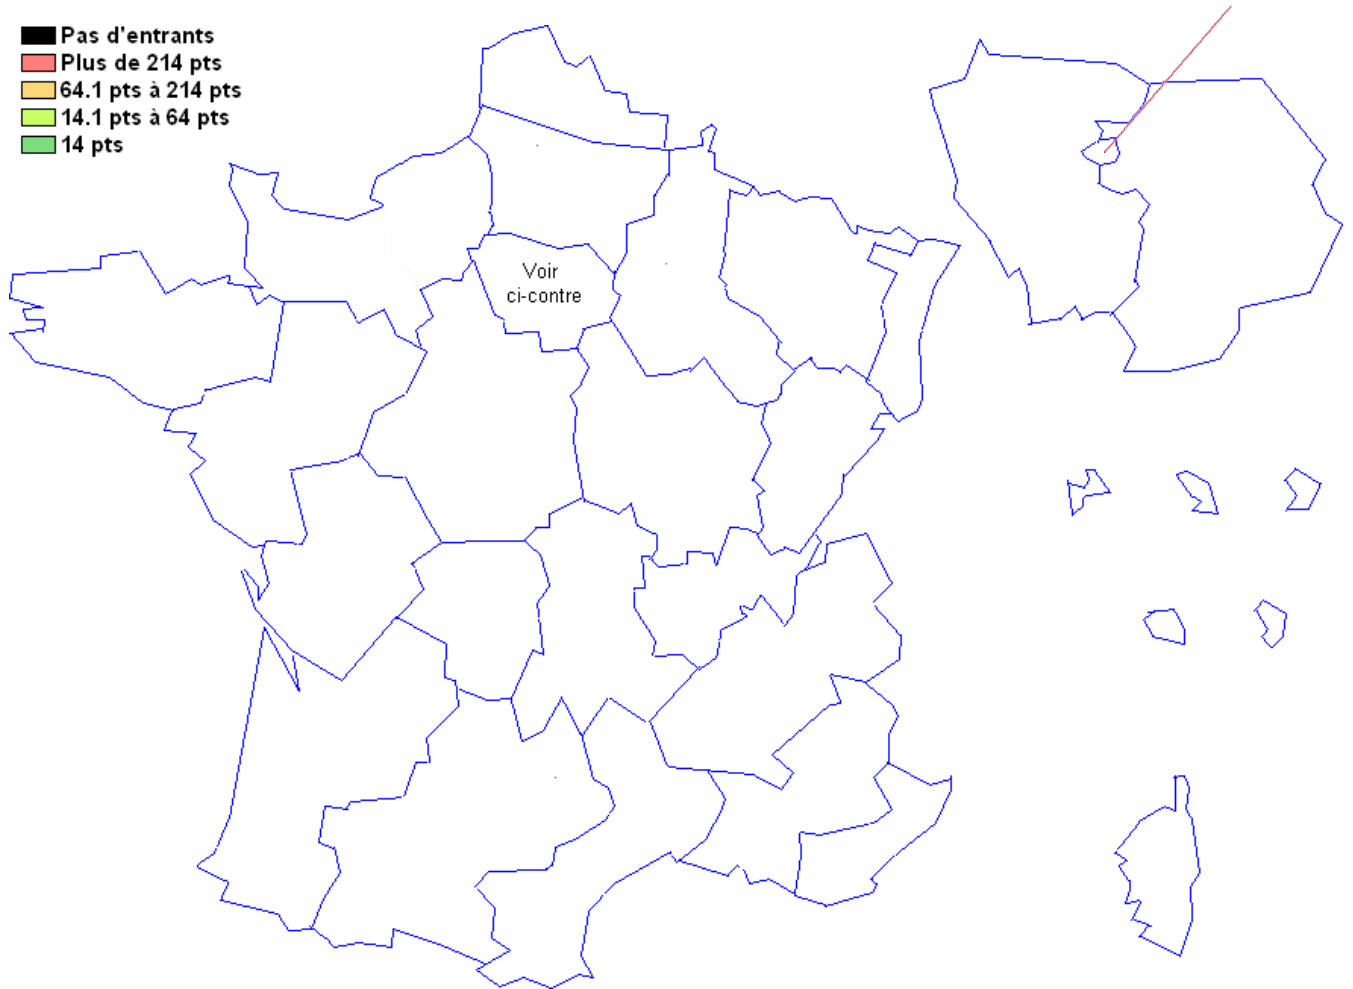 Pas d'entrants
Plus de 214 pts
64.1 pts à 214 pts
14.1 pts à 64 pts
14 pts
Voir
ci-contre